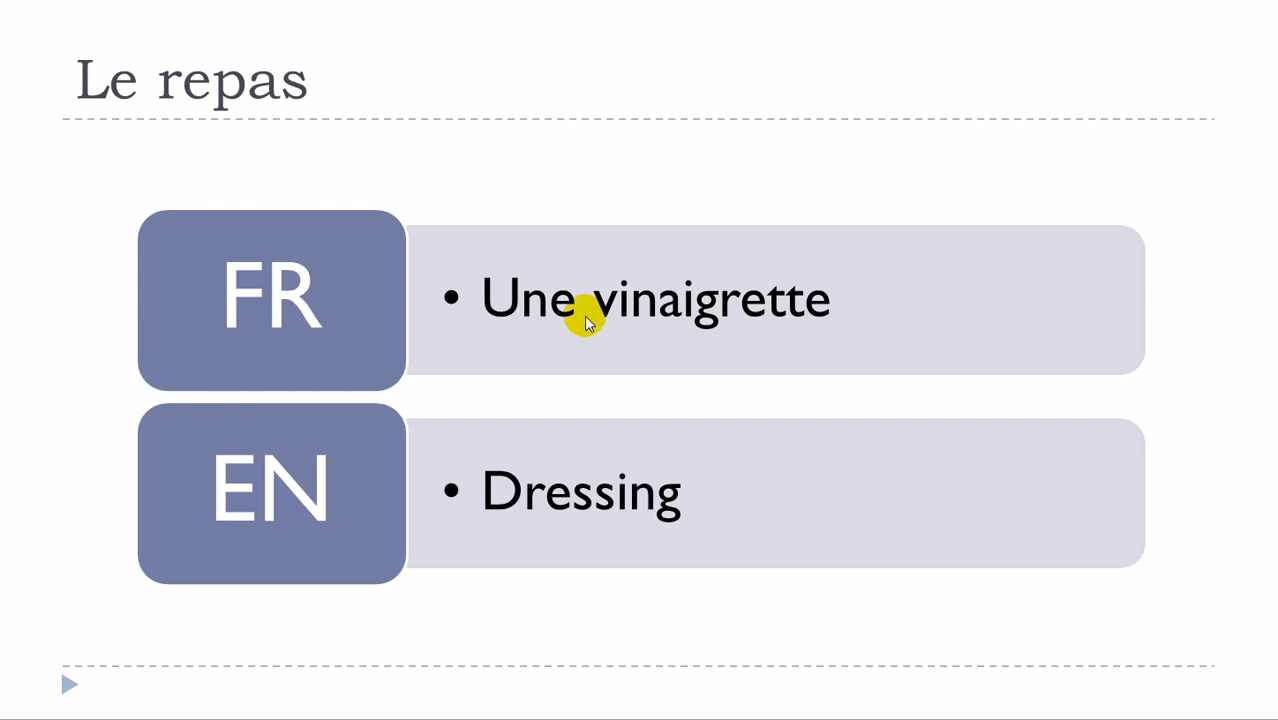 Le repas
FR
• Une vinaigrette
EN
• Dressing